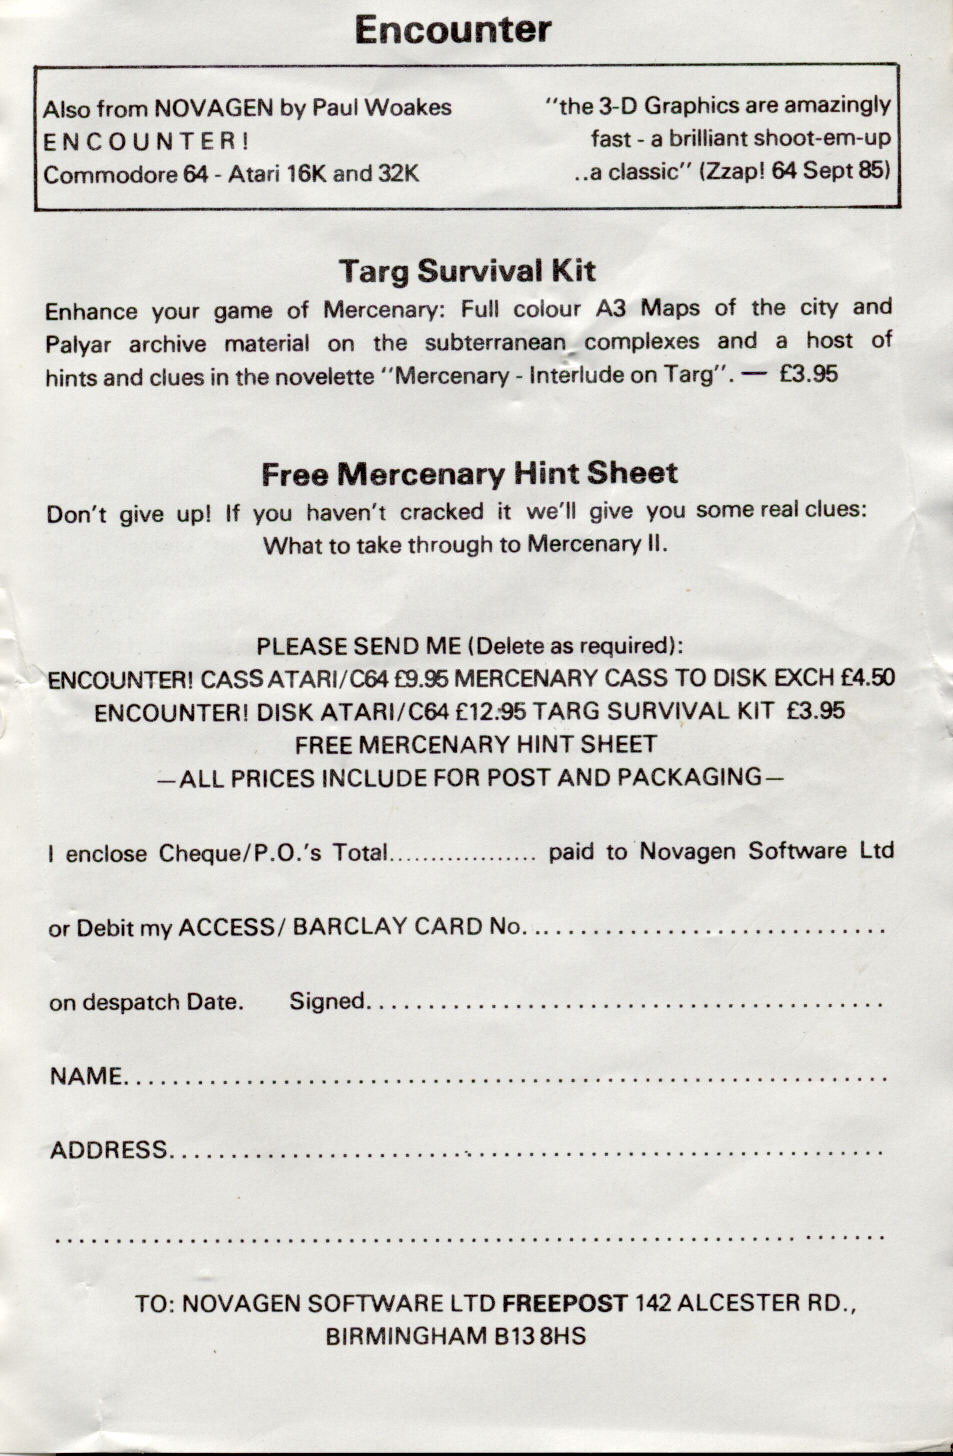 Encounter
Also from NOVAGEN by Paul Woakes
ENCOUNTER!
Commodore 64 - Atari 16K and 32K
"the 3-D Graphics are amazingly
fast - a brilliant shoot-em-up
..a classic" (Zzap! 64 Sept 85)
Targ Survival Kit
Enhance your game of Mercenary: Full colour A3 Maps of the city and
Palyar archive material on the subterranean complexes and a host of
hints and clues in the novelette "Mercenary - Interlude on Targ". — £3.95
Free Mercenary Hint Sheet
Don't give up! If you haven't cracked it we'll give you some real clues:
What to take through to Mercenary II.
PLEASE SEND ME (Delete as required):
ENCOUNTER! CASS ATARI/C64 £9.95 MERCENARY CASS TO DISK EXCH £4.50
ENCOUNTER! DISK ATARI/C64 £12.95 TARG SURVIVAL KIT £3.95
FREE MERCENARY HINT SHEET
—ALL PRICES INCLUDE FOR POST AND PACKAGING—
I enclose Cheque/P.O.'s Total.................. paid to Novagen Software Ltd
or Debit my ACCESS/ BARCLAY CARD No..............................
on despatch Date. Signed..........................................
NAME...............................................................
ADDRESS...........................................................
....................................................................
TO: NOVAGEN SOFTWARE LTD FREEPOST 142 ALCESTER RD.,
BIRMINGHAM B13 8HS